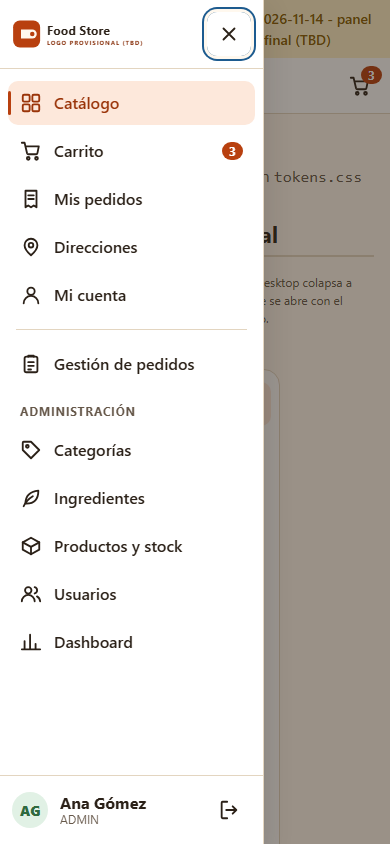 Food Store
LOGO PROVISIONAL (TBD)
026-11-14 - panel
final (TBD)
3
Catálogo
Carrito
3
Mis pedidos
tokens.css
Direcciones
al
esktop colapsa a
e se abre con el
Mi cuenta
Gestión de pedidos
ADMINISTRACIÓN
Categorías
Ingredientes
Productos y stock
Usuarios
Dashboard
AG
Ana Gómez
ADMIN